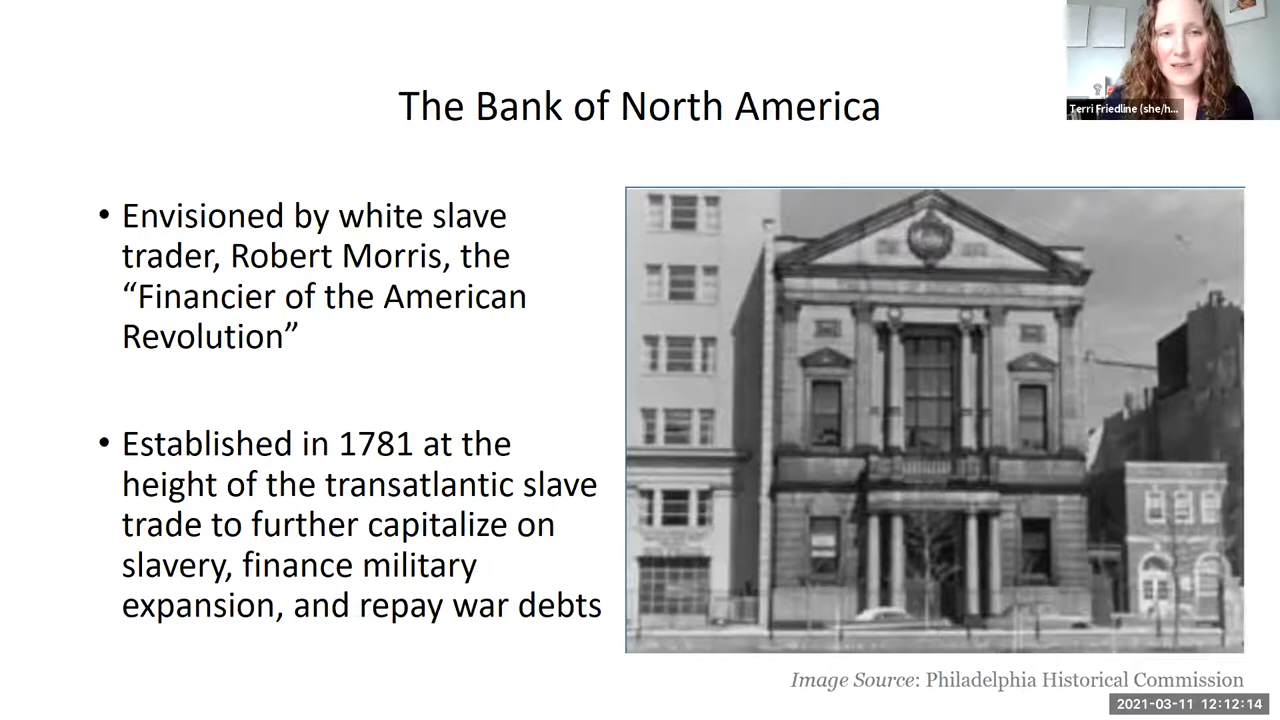 Terri Friedline (she/h...
The Bank of North America
• Envisioned by white slave
trader, Robert Morris, the
“Financier of the American
Revolution”
• Established in 1781 at the
height of the transatlantic slave
trade to further capitalize on
slavery, finance military
expansion, and repay war debts
Image Source: Philadelphia Historical Commission
2021-03-11 12:12:14